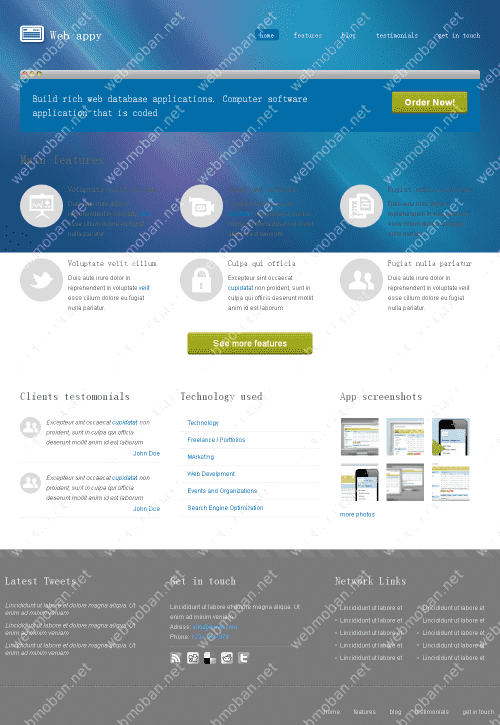 Web appy
home features blog testimonials get in touch
Build rich web database applications. Computer software
application that is coded
Order Now!
Main features
Voluptate velit cillum
Duis aute irure dolor in
reprehenderit in voluptate velit
esse cillum dolore eu fugiat
nulla pariatur.
Culpa qui officia
Excepteur sint occaecat
cupidatat non proident, sunt in
culpa qui officia deserunt mollit
anim id est laborum
Fugiat nulla pariatur
Duis aute irure dolor in
reprehenderit in voluptate velit
esse cillum dolore eu fugiat
nulla pariatur.
See more features
Clients testomonials
Excepteur sint occaecat cupidatat non
proident, sunt in culpa qui officia
deserunt mollit anim id est laborum
John Doe
Excepteur sint occaecat cupidatat non
proident, sunt in culpa qui officia
deserunt mollit anim id est laborum
John Doe
Technology used
Technology
Freelance / Portfolios
MArketing
Web Develpment
Events and Organizations
Search Engine Optimization
App screenshots
more photos
Latest Tweets
Lincididunt ut labore et dolore magna aliqua. Ut
enim ad minim veniam
Lincididunt ut labore et dolore magna aliqua. Ut
enim ad minim veniam
Lincididunt ut labore et dolore magna aliqua. Ut
enim ad minim veniam
Get in touch
Lincididunt ut labore et dolore magna aliqua. Ut
enim ad minim veniam
Adress:
Phone:
Network Links
Lincididunt ut labore et
Lincididunt ut labore et
Lincididunt ut labore et
Lincididunt ut labore et
Lincididunt ut labore et
Lincididunt ut labore et
Lincididunt ut labore et
Lincididunt ut labore et
Lincididunt ut labore et
Lincididunt ut labore et
home features blog testimonials get in touch
webmoban.net